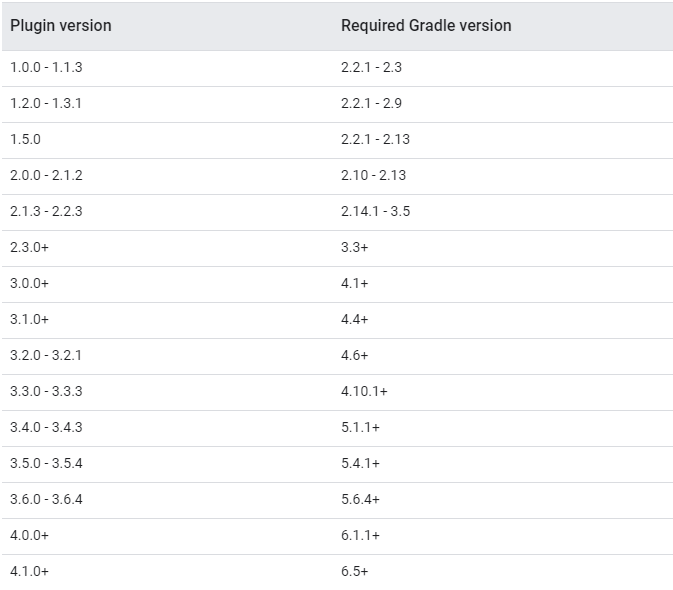 Plugin version Required Gradle version
1.0.0 - 1.1.3 2.2.1 - 2.3
1.2.0 - 1.3.1 2.2.1 - 2.9
1.5.0 2.2.1 - 2.13
2.0.0 - 2.1.2 2.10 - 2.13
2.1.3 - 2.2.3 2.14.1 - 3.5
2.3.0+ 3.3+
3.0.0+ 4.1+
3.1.0+ 4.4+
3.2.0 - 3.2.1 4.6+
3.3.0 - 3.3.3 4.10.1+
3.4.0 - 3.4.3 5.1.1+
3.5.0 - 3.5.4 5.4.1+
3.6.0 - 3.6.4 5.6.4+
4.0.0+ 6.1.1+
4.1.0+ 6.5+